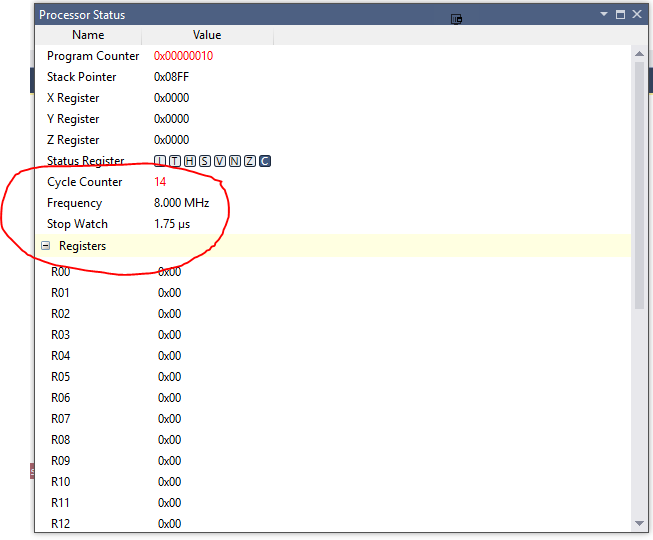 Processor Status
Name Value
Program Counter 0x00000010
Stack Pointer 0x08FF
X Register 0x0000
Y Register 0x0000
Z Register 0x0000
Status Register I T H S V N Z C
Cycle Counter 14
Frequency 8.000 MHz
Stop Watch 1.75 µs
Registers
R00 0x00
R01 0x00
R02 0x00
R03 0x00
R04 0x00
R05 0x00
R06 0x00
R07 0x00
R08 0x00
R09 0x00
R10 0x00
R11 0x00
R12 0x00